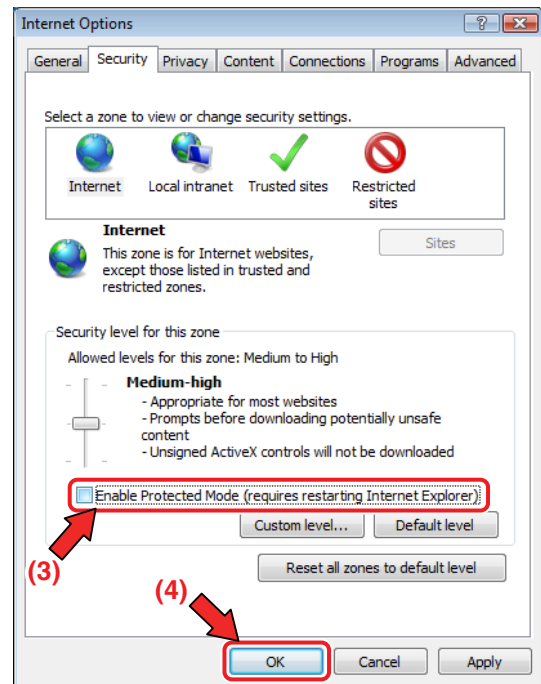 Internet Options
General Security Privacy Content Connections Programs Advanced
Select a zone to view or change security settings.
Internet Local intranet Trusted sites Restricted
sites
Internet
This zone is for Internet websites,
except those listed in trusted and
restricted zones.
Sites
Security level for this zone
Allowed levels for this zone: Medium to High
Medium-high
- Appropriate for most websites
- Prompts before downloading potentially unsafe
content
- Unsigned ActiveX controls will not be downloaded
Enable Protected Mode (requires restarting Internet Explorer)
Custom level... Default level
(3)
Reset all zones to default level
(4)
OK Cancel Apply